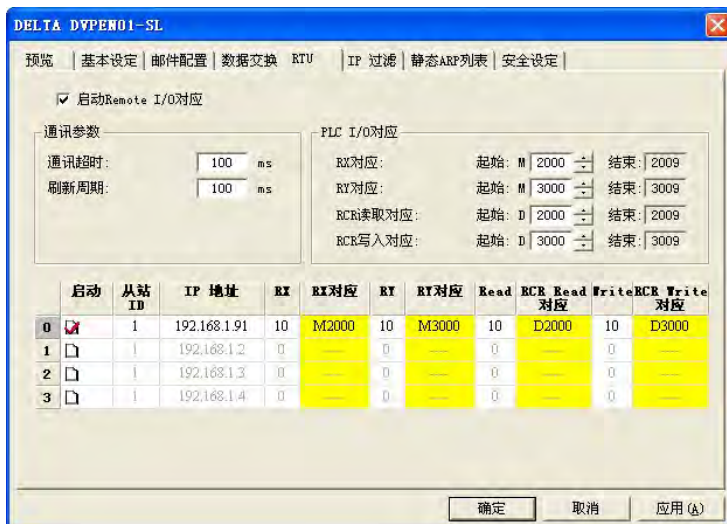 DELTA DVPEN01-SL
预览 基本设定 邮件配置 数据交换 RTU IP 过滤 静态ARP列表 安全设定
启动Remote I/O对应
通讯参数
通讯超时: 100 ms
刷新周期: 100 ms
PLC I/O对应
RX对应: 起始: M 2000 结束: 2009
RY对应: 起始: M 3000 结束: 3009
RCR读取对应: 起始: D 2000 结束: 2009
RCR写入对应: 起始: D 3000 结束: 3009
启动 从站ID IP 地址 RX RX对应 RY RY对应 Read RCR Read对应 Write RCR Write对应
0 1 192.168.1.91 10 M2000 10 M3000 10 D2000 10 D3000
1 1 192.168.1.2 0 ---- 0 ---- 0 ---- 0 ----
2 1 192.168.1.3 0 ---- 0 ---- 0 ---- 0 ----
3 1 192.168.1.4 0 ---- 0 ---- 0 ---- 0 ----
确定 取消 应用(A)